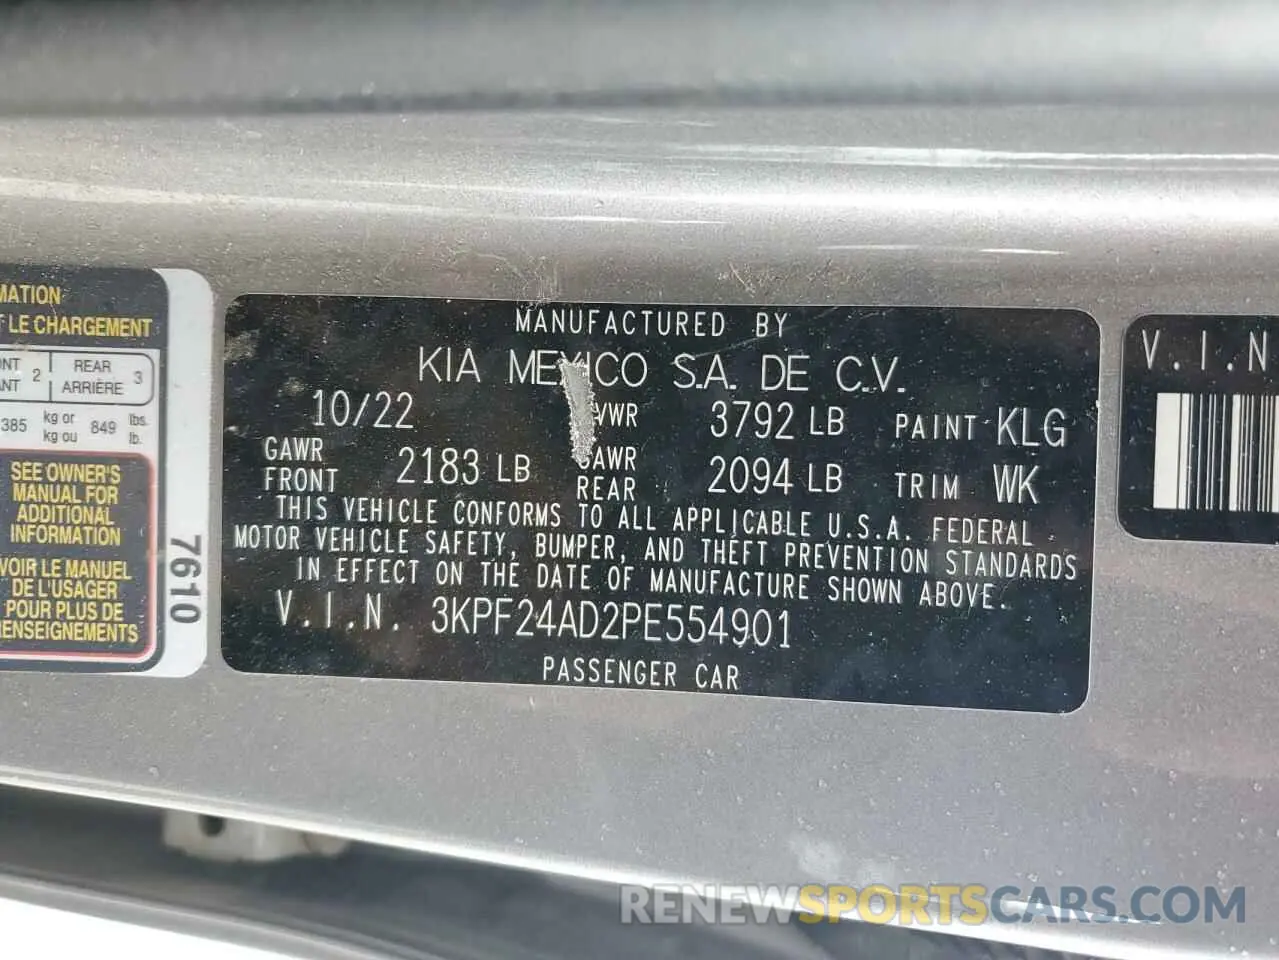 MATION
T LE CHARGEMENT
NT 2 REAR 3
ANT ARRIÈRE
385 kg or 849 lbs.
kg ou lb.
SEE OWNER'S
MANUAL FOR
ADDITIONAL
INFORMATION
VOIR LE MANUEL
DE L'USAGER
POUR PLUS DE
RENSEIGNEMENTS
7610
MANUFACTURED BY
KIA MEXICO S.A. DE C.V.
10/22 VWR 3792 LB PAINT KLG
GAWR FRONT 2183 LB GAWR REAR 2094 LB TRIM WK
THIS VEHICLE CONFORMS TO ALL APPLICABLE U.S.A. FEDERAL
MOTOR VEHICLE SAFETY, BUMPER, AND THEFT PREVENTION STANDARDS
IN EFFECT ON THE DATE OF MANUFACTURE SHOWN ABOVE.
V.I.N. 3KPF24AD2PE554901
PASSENGER CAR
V.I.N
RENEWSPORTSCARS.COM